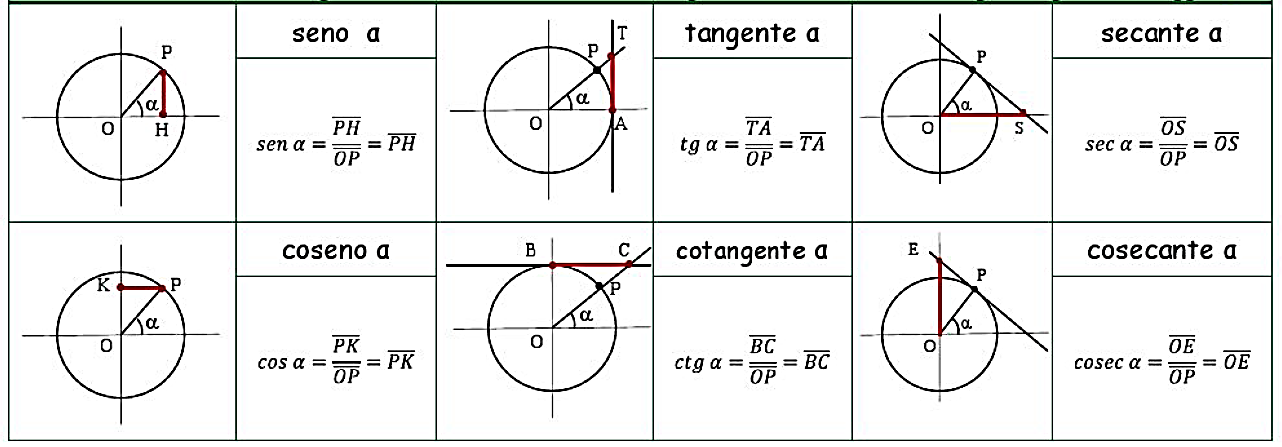 P
α
O
H
seno α
sen α = PH/OP = PH
T
P
α
O
A
tangente α
tg α = TA/OP = TA
P
α
O
S
secante α
sec α = OS/OP = OS
K
P
α
O
coseno α
cos α = PK/OP = PK
B
C
P
α
O
cotangente α
ctg α = BC/OP = BC
E
P
α
O
cosecante α
cosec α = OE/OP = OE